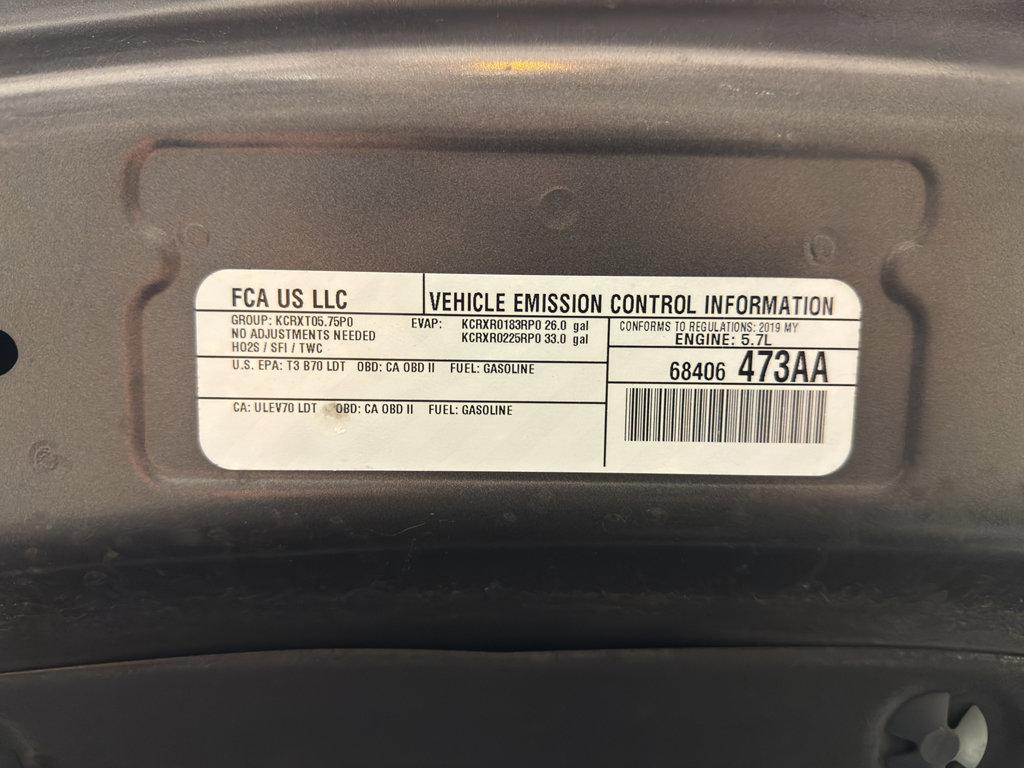 FCA US LLC
VEHICLE EMISSION CONTROL INFORMATION
GROUP: KCRXT05.75P0
NO ADJUSTMENTS NEEDED
HO2S / SFI / TWC
EVAP: KCRXR0183RP0 26.0 gal
KCRXR0225RP0 33.0 gal
CONFORMS TO REGULATIONS: 2019 MY
ENGINE: 5.7L
U.S. EPA: T3 B70 LDT OBD: CA OBD II FUEL: GASOLINE
68406 473AA
CA: ULEV70 LDT OBD: CA OBD II FUEL: GASOLINE